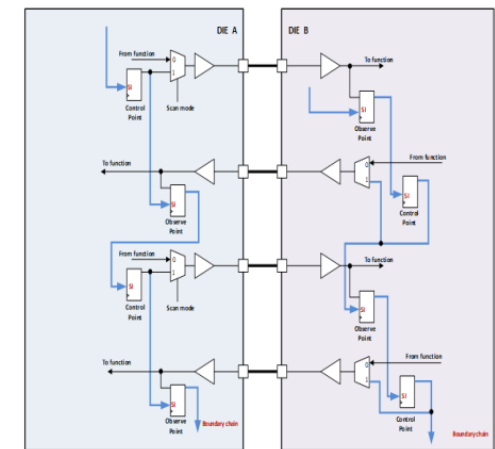 DIE A
From function
0
1
SI
Control
Point
Scan mode
To function
SI
Observe
Point
From function
0
1
SI
Control
Point
Scan mode
To function
SI
Observe
Point
Boundary chain
DIE B
To function
SI
Observe
Point
From function
0
1
SI
Control
Point
To function
SI
Observe
Point
From function
0
1
SI
Control
Point
Boundary chain